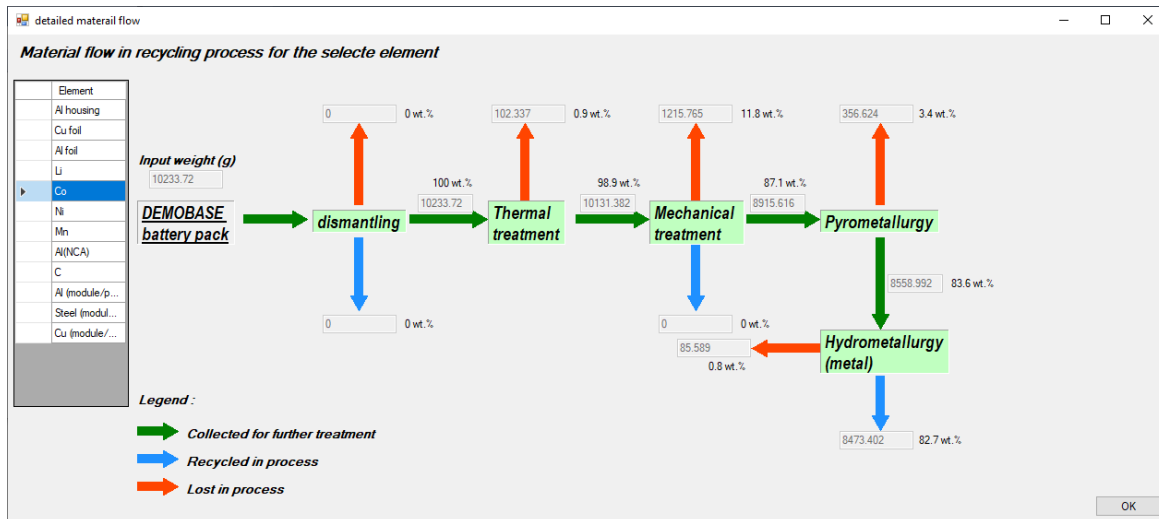 detailed materail flow
Material flow in recycling process for the selecte element
Element
Al housing
Cu foil
Al foil
Li
Co
Ni
Mn
Al(NCA)
C
Al (module/p...
Steel (modul...
Cu (module/...
Input weight (g)
10233.72
DEMOBASE
battery pack
0 0 wt.%
102.337 0.9 wt.%
1215.765 11.8 wt.%
356.624 3.4 wt.%
100 wt.%
10233.72
98.9 wt.%
10131.382
87.1 wt.%
8915.616
dismantling
Thermal
treatment
Mechanical
treatment
Pyrometallurgy
8558.992 83.6 wt.%
0 0 wt.%
0 0 wt.%
85.589
0.8 wt.%
Hydrometallurgy
(metal)
8473.402 82.7 wt.%
Legend :
Collected for further treatment
Recycled in process
Lost in process
OK